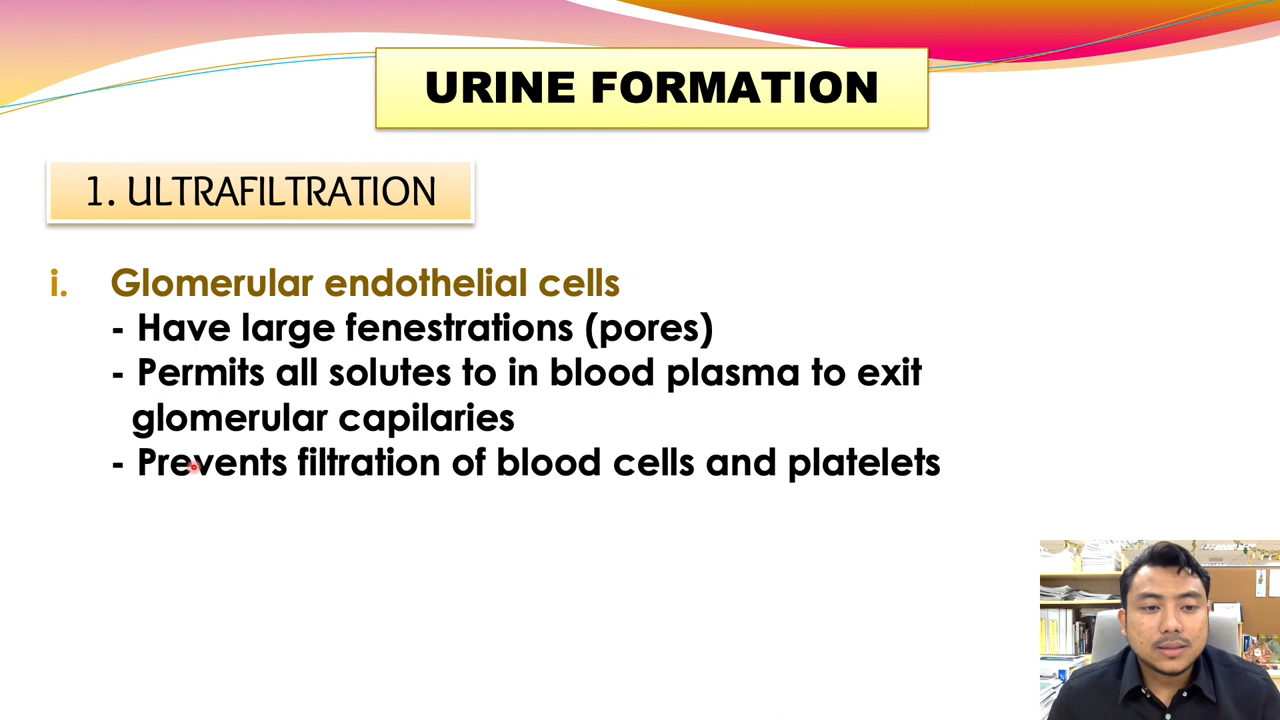 URINE FORMATION
1. ULTRAFILTRATION
i. Glomerular endothelial cells
- Have large fenestrations (pores)
- Permits all solutes to in blood plasma to exit
glomerular capilaries
- Prevents filtration of blood cells and platelets